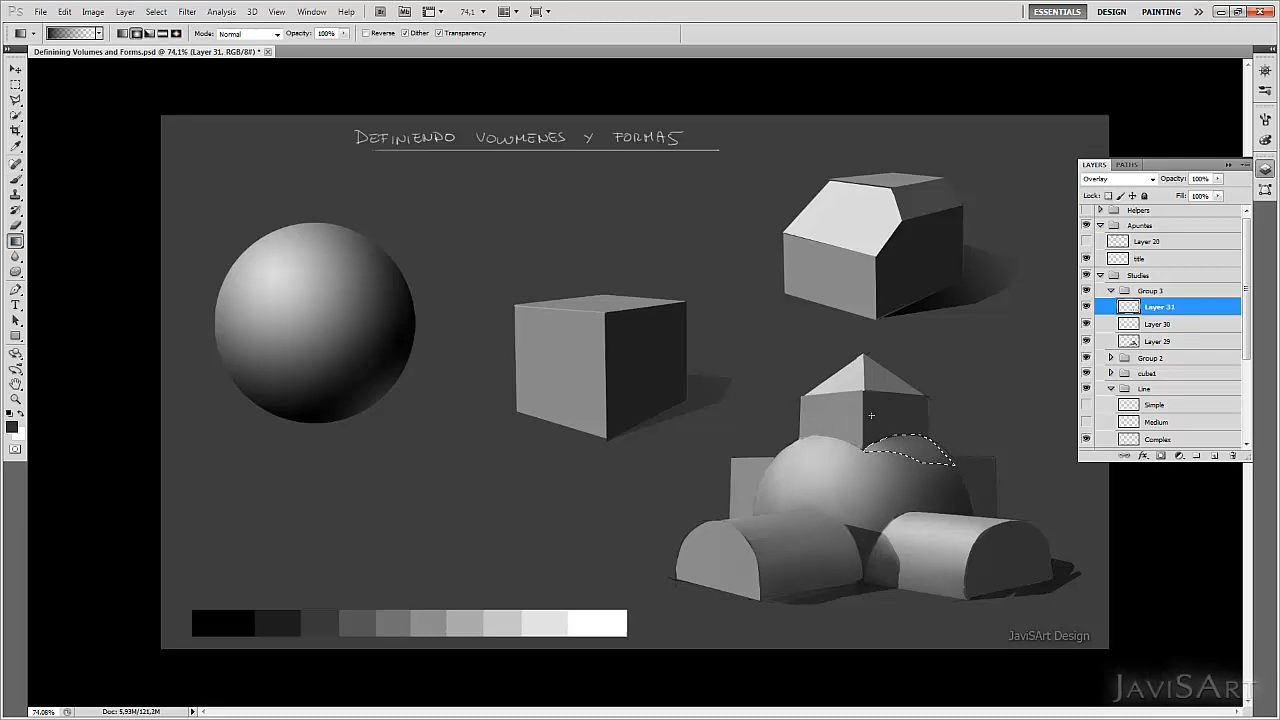 Ps File Edit Image Layer Select Filter Analysis 3D View Window Help Br Mb 74,1 ESSENTIALS DESIGN PAINTING >>
Mode: Normal Opacity: 100% Reverse Dither Transparency
Definining Volumes and Forms.psd @ 74,1% (Layer 31, RGB/8#) * x
DEFINIENDO VOLUMENES Y FORMAS
LAYERS PATHS
Overlay Opacity: 100%
Lock: Fill: 100%
Helpers
Apuntes
Layer 20
title
Studies
Group 3
Layer 31
Layer 30
Layer 29
Group 2
cube1
Line
Simple
Medium
Complex
JaviSArt Design
JAVISART
74.08% Doc: 5,93M/121,2M